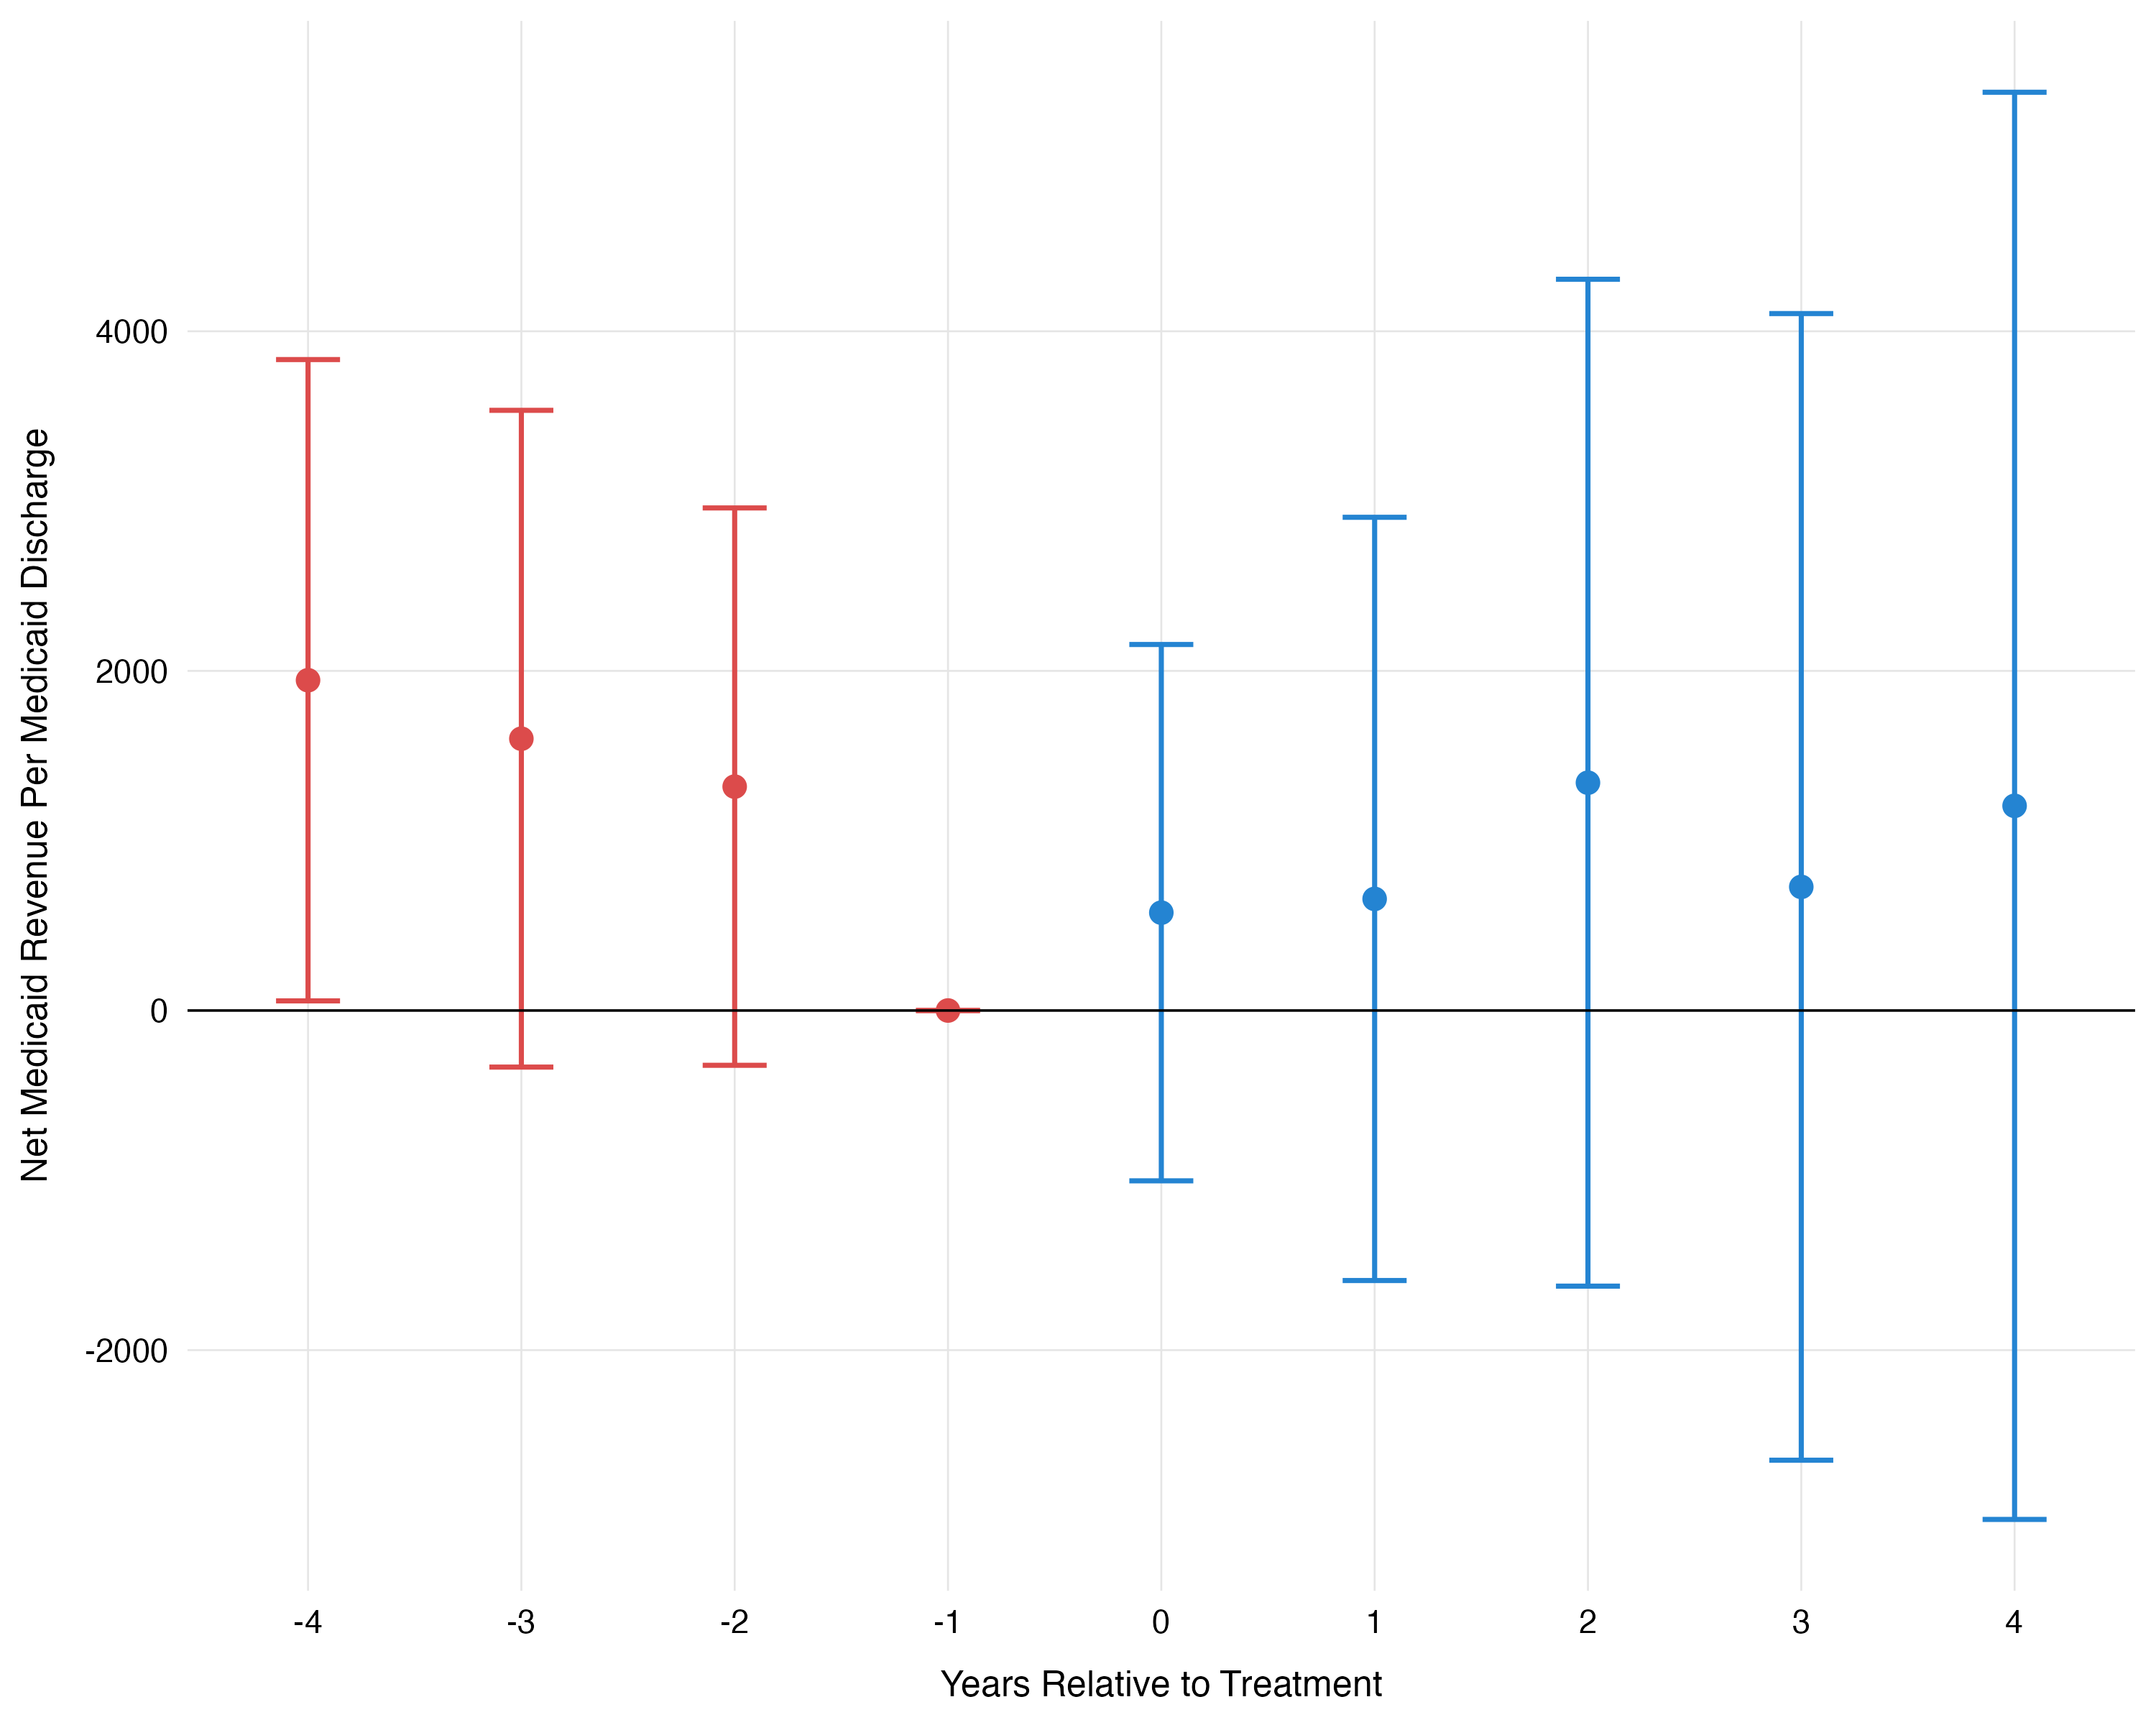 Net Medicaid Revenue Per Medicaid Discharge
4000
2000
0
-2000
-4 -3 -2 -1 0 1 2 3 4
Years Relative to Treatment